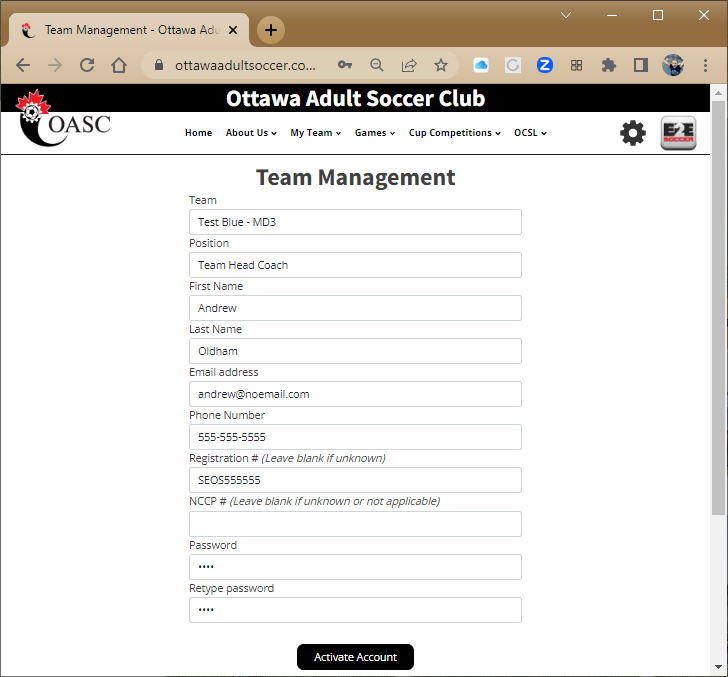 Team Management - Ottawa Adu
ottawaadultsoccer.co...
Ottawa Adult Soccer Club
OASC
Home About Us My Team Games Cup Competitions OCSL
E2E
SOCCER
Team Management
Team
Test Blue - MD3
Position
Team Head Coach
First Name
Andrew
Last Name
Oldham
Email address
andrew@noemail.com
Phone Number
555-555-5555
Registration # (Leave blank if unknown)
SEOS555555
NCCP # (Leave blank if unknown or not applicable)
Password
••••
Retype password
••••
Activate Account